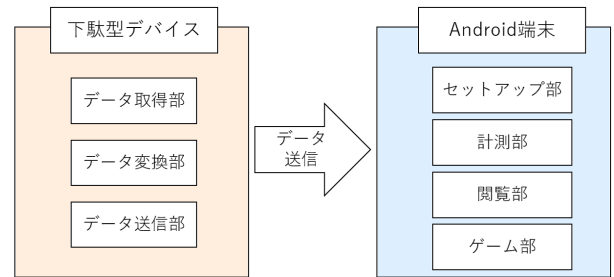 下駄型デバイス
データ取得部
データ変換部
データ送信部
データ
送信
Android端末
セットアップ部
計測部
閲覧部
ゲーム部